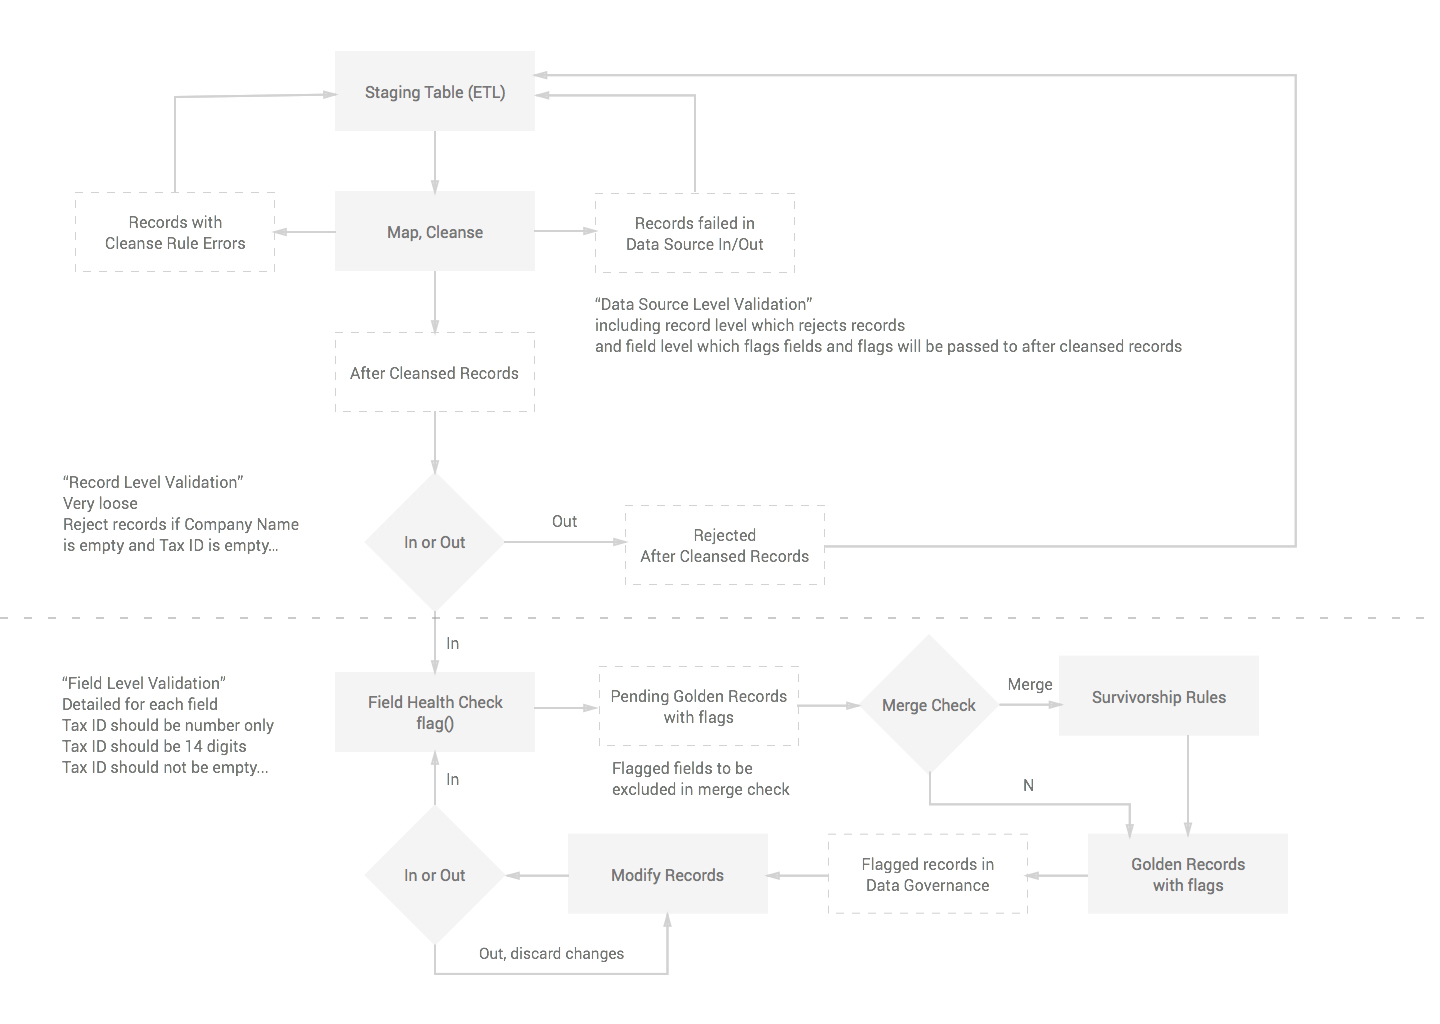 Staging Table (ETL)
Records with
Cleanse Rule Errors
Map, Cleanse
Records failed in
Data Source In/Out
“Data Source Level Validation”
including record level which rejects records
and field level which flags fields and flags will be passed to after cleansed records
After Cleansed Records
“Record Level Validation”
Very loose
Reject records if Company Name
is empty and Tax ID is empty...
In or Out
Out
Rejected
After Cleansed Records
In
“Field Level Validation”
Detailed for each field
Tax ID should be number only
Tax ID should be 14 digits
Tax ID should not be empty...
Field Health Check
flag()
Pending Golden Records
with flags
Flagged fields to be
excluded in merge check
Merge Check
Merge
Survivorship Rules
N
In
In or Out
Modify Records
Flagged records in
Data Governance
Golden Records
with flags
Out, discard changes